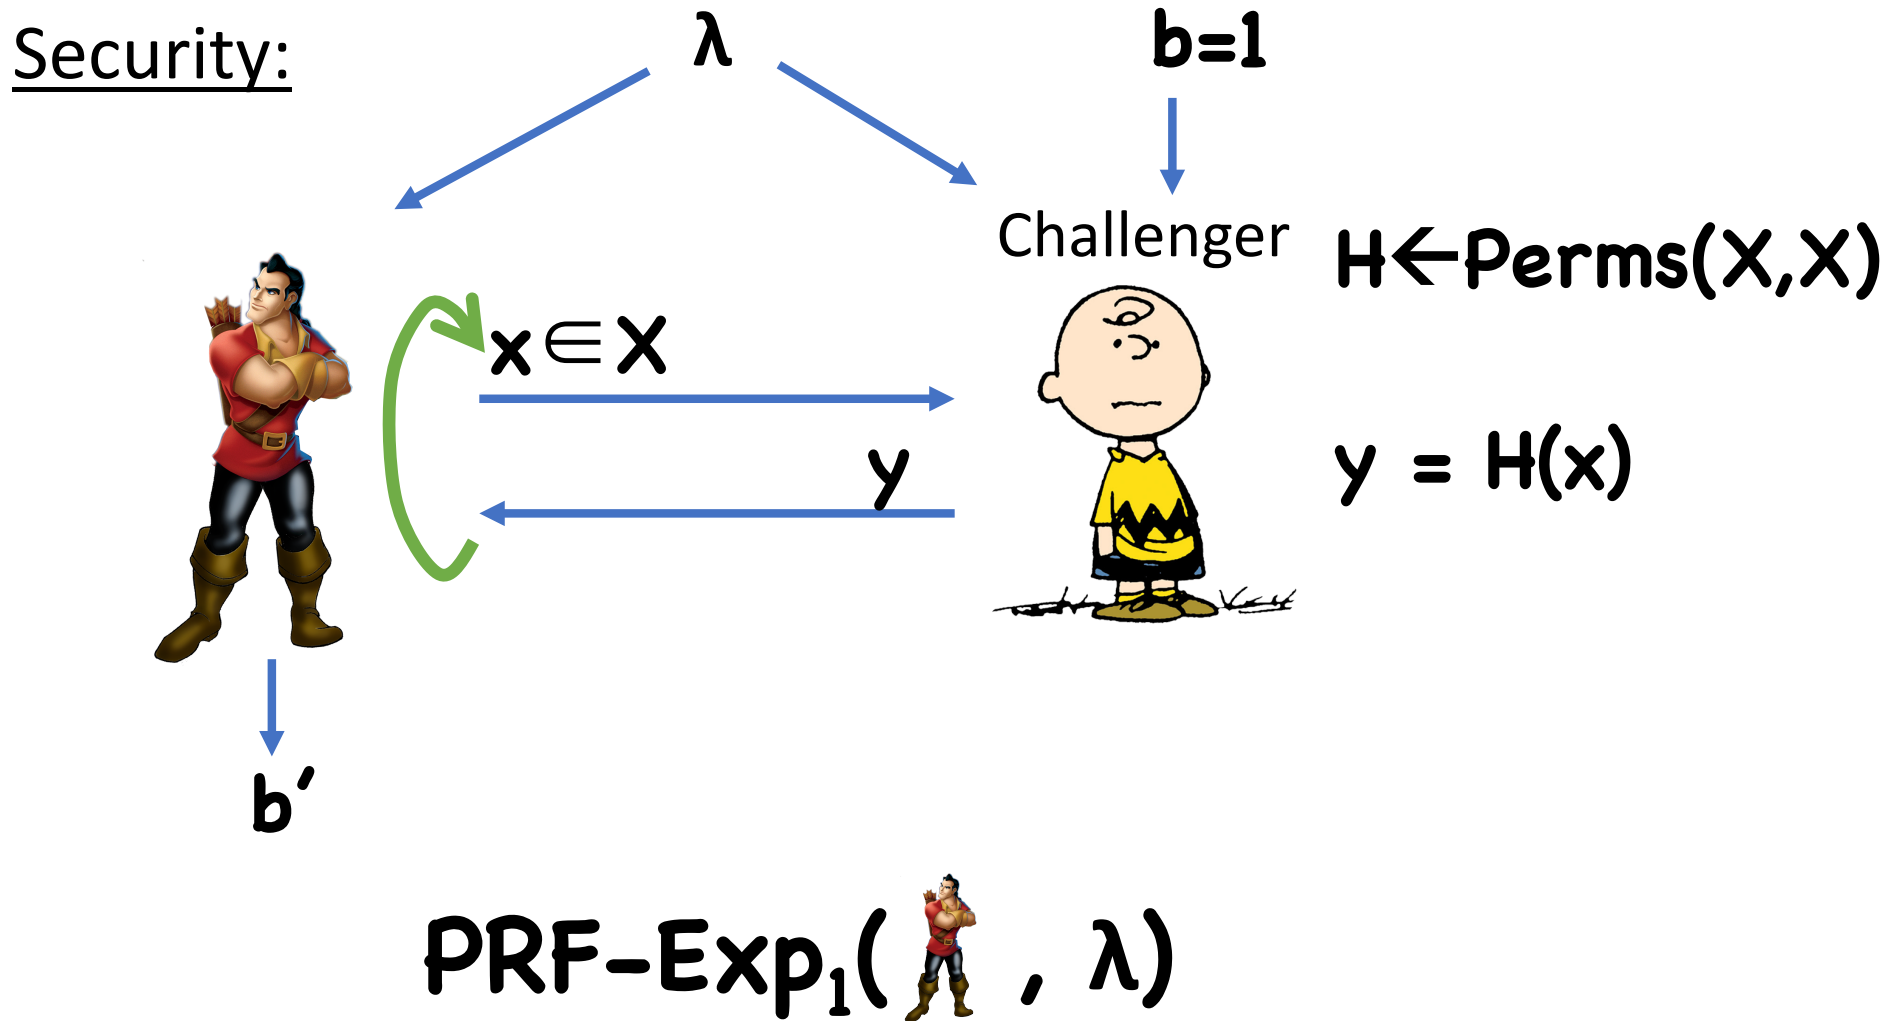 Security:
λ
b=1
Challenger
H←Perms(X,X)
x ∈ X
y
y = H(x)
b′
PRF-Exp₁( , λ)